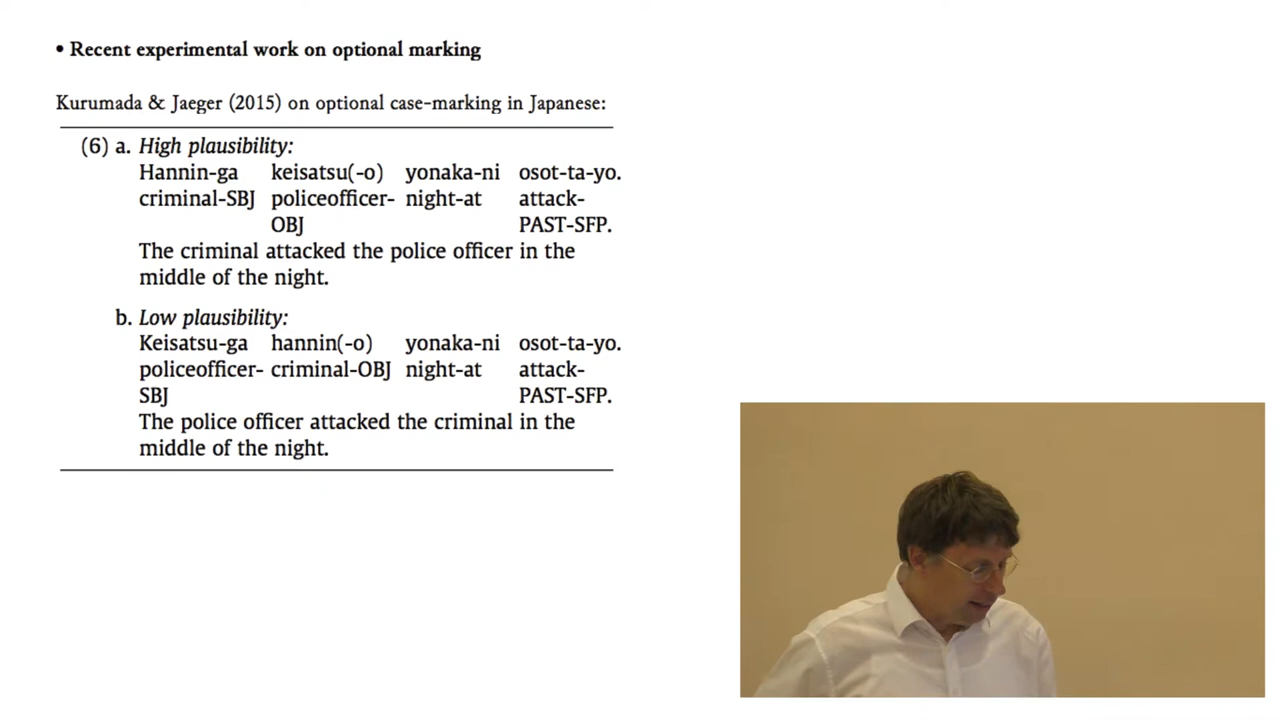 • Recent experimental work on optional marking
Kurumada & Jaeger (2015) on optional case-marking in Japanese:
(6) a. High plausibility:
Hannin-ga keisatsu(-o) yonaka-ni osot-ta-yo.
criminal-SBJ policeofficer- night-at attack-
OBJ PAST-SFP.
The criminal attacked the police officer in the
middle of the night.
b. Low plausibility:
Keisatsu-ga hannin(-o) yonaka-ni osot-ta-yo.
policeofficer- criminal-OBJ night-at attack-
SBJ PAST-SFP.
The police officer attacked the criminal in the
middle of the night.